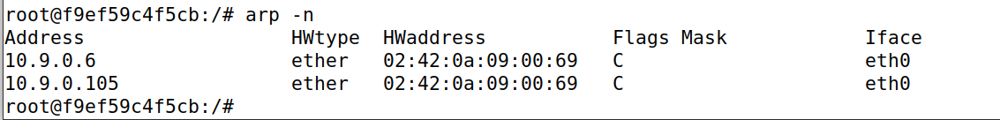 root@f9ef59c4f5cb:/# arp -n
Address                  HWtype  HWaddress           Flags Mask            Iface
10.9.0.6                 ether   02:42:0a:09:00:69   C                     eth0
10.9.0.105               ether   02:42:0a:09:00:69   C                     eth0
root@f9ef59c4f5cb:/#